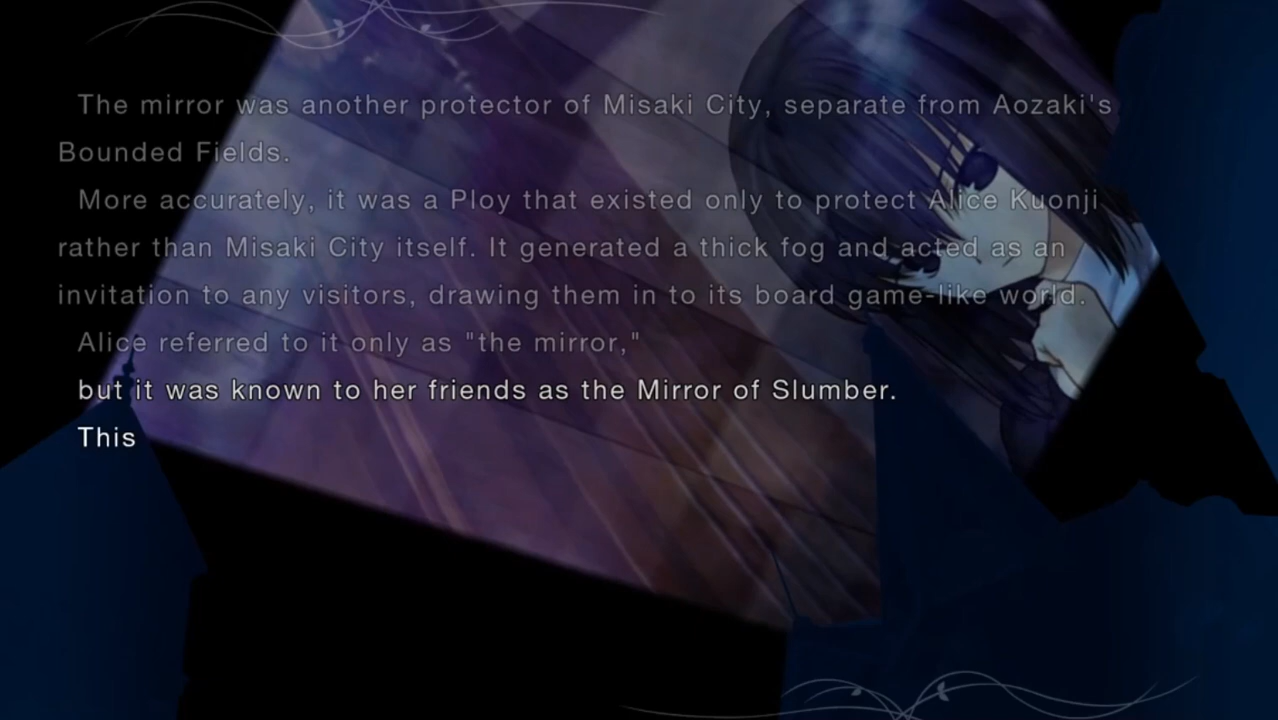 The mirror was another protector of Misaki City, separate from Aozaki's
Bounded Fields.
More accurately, it was a Ploy that existed only to protect Alice Kuonji
rather than Misaki City itself. It generated a thick fog and acted as an
invitation to any visitors, drawing them in to its board game-like world.
Alice referred to it only as "the mirror,"
but it was known to her friends as the Mirror of Slumber.
This